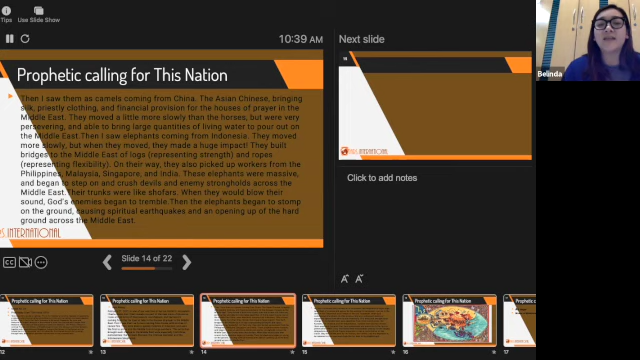 Tips
Use Slide Show
10:39 AM
Next slide
Prophetic calling for This Nation
Then I saw them as camels coming from China. The Asian Chinese, bringing
silk, priestly clothing, and financial provision for the houses of prayer in the
Middle East. They moved a little more slowly than the horses, but were very
persevering, and able to bring large quantities of living water to pour out on
the Middle East.Then I saw elephants coming from Indonesia. They moved
more slowly, but when they moved, they made a huge impact! They built
bridges to the Middle East of logs (representing strength) and ropes
(representing flexibility). On their way, they also picked up workers from the
Philippines, Malaysia, Singapore, and India. These elephants were massive,
and began to step on and crush devils and enemy strongholds across the
Middle East.Their trunks were like shofars. When they would blow their
sound, God's enemies began to tremble.Then the elephants began to stomp
on the ground, causing spiritual earthquakes and an opening up of the hard
ground across the Middle East.
INTERNATIONAL
18
INTERNATIONAL
Belinda
Click to add notes
CC
Slide 14 of 22
A A
Prophetic calling for This Nation
Prophetic calling for This Nation
Prophetic calling for This Nation
Prophetic calling for This Nation
12
13
14
15
16
17